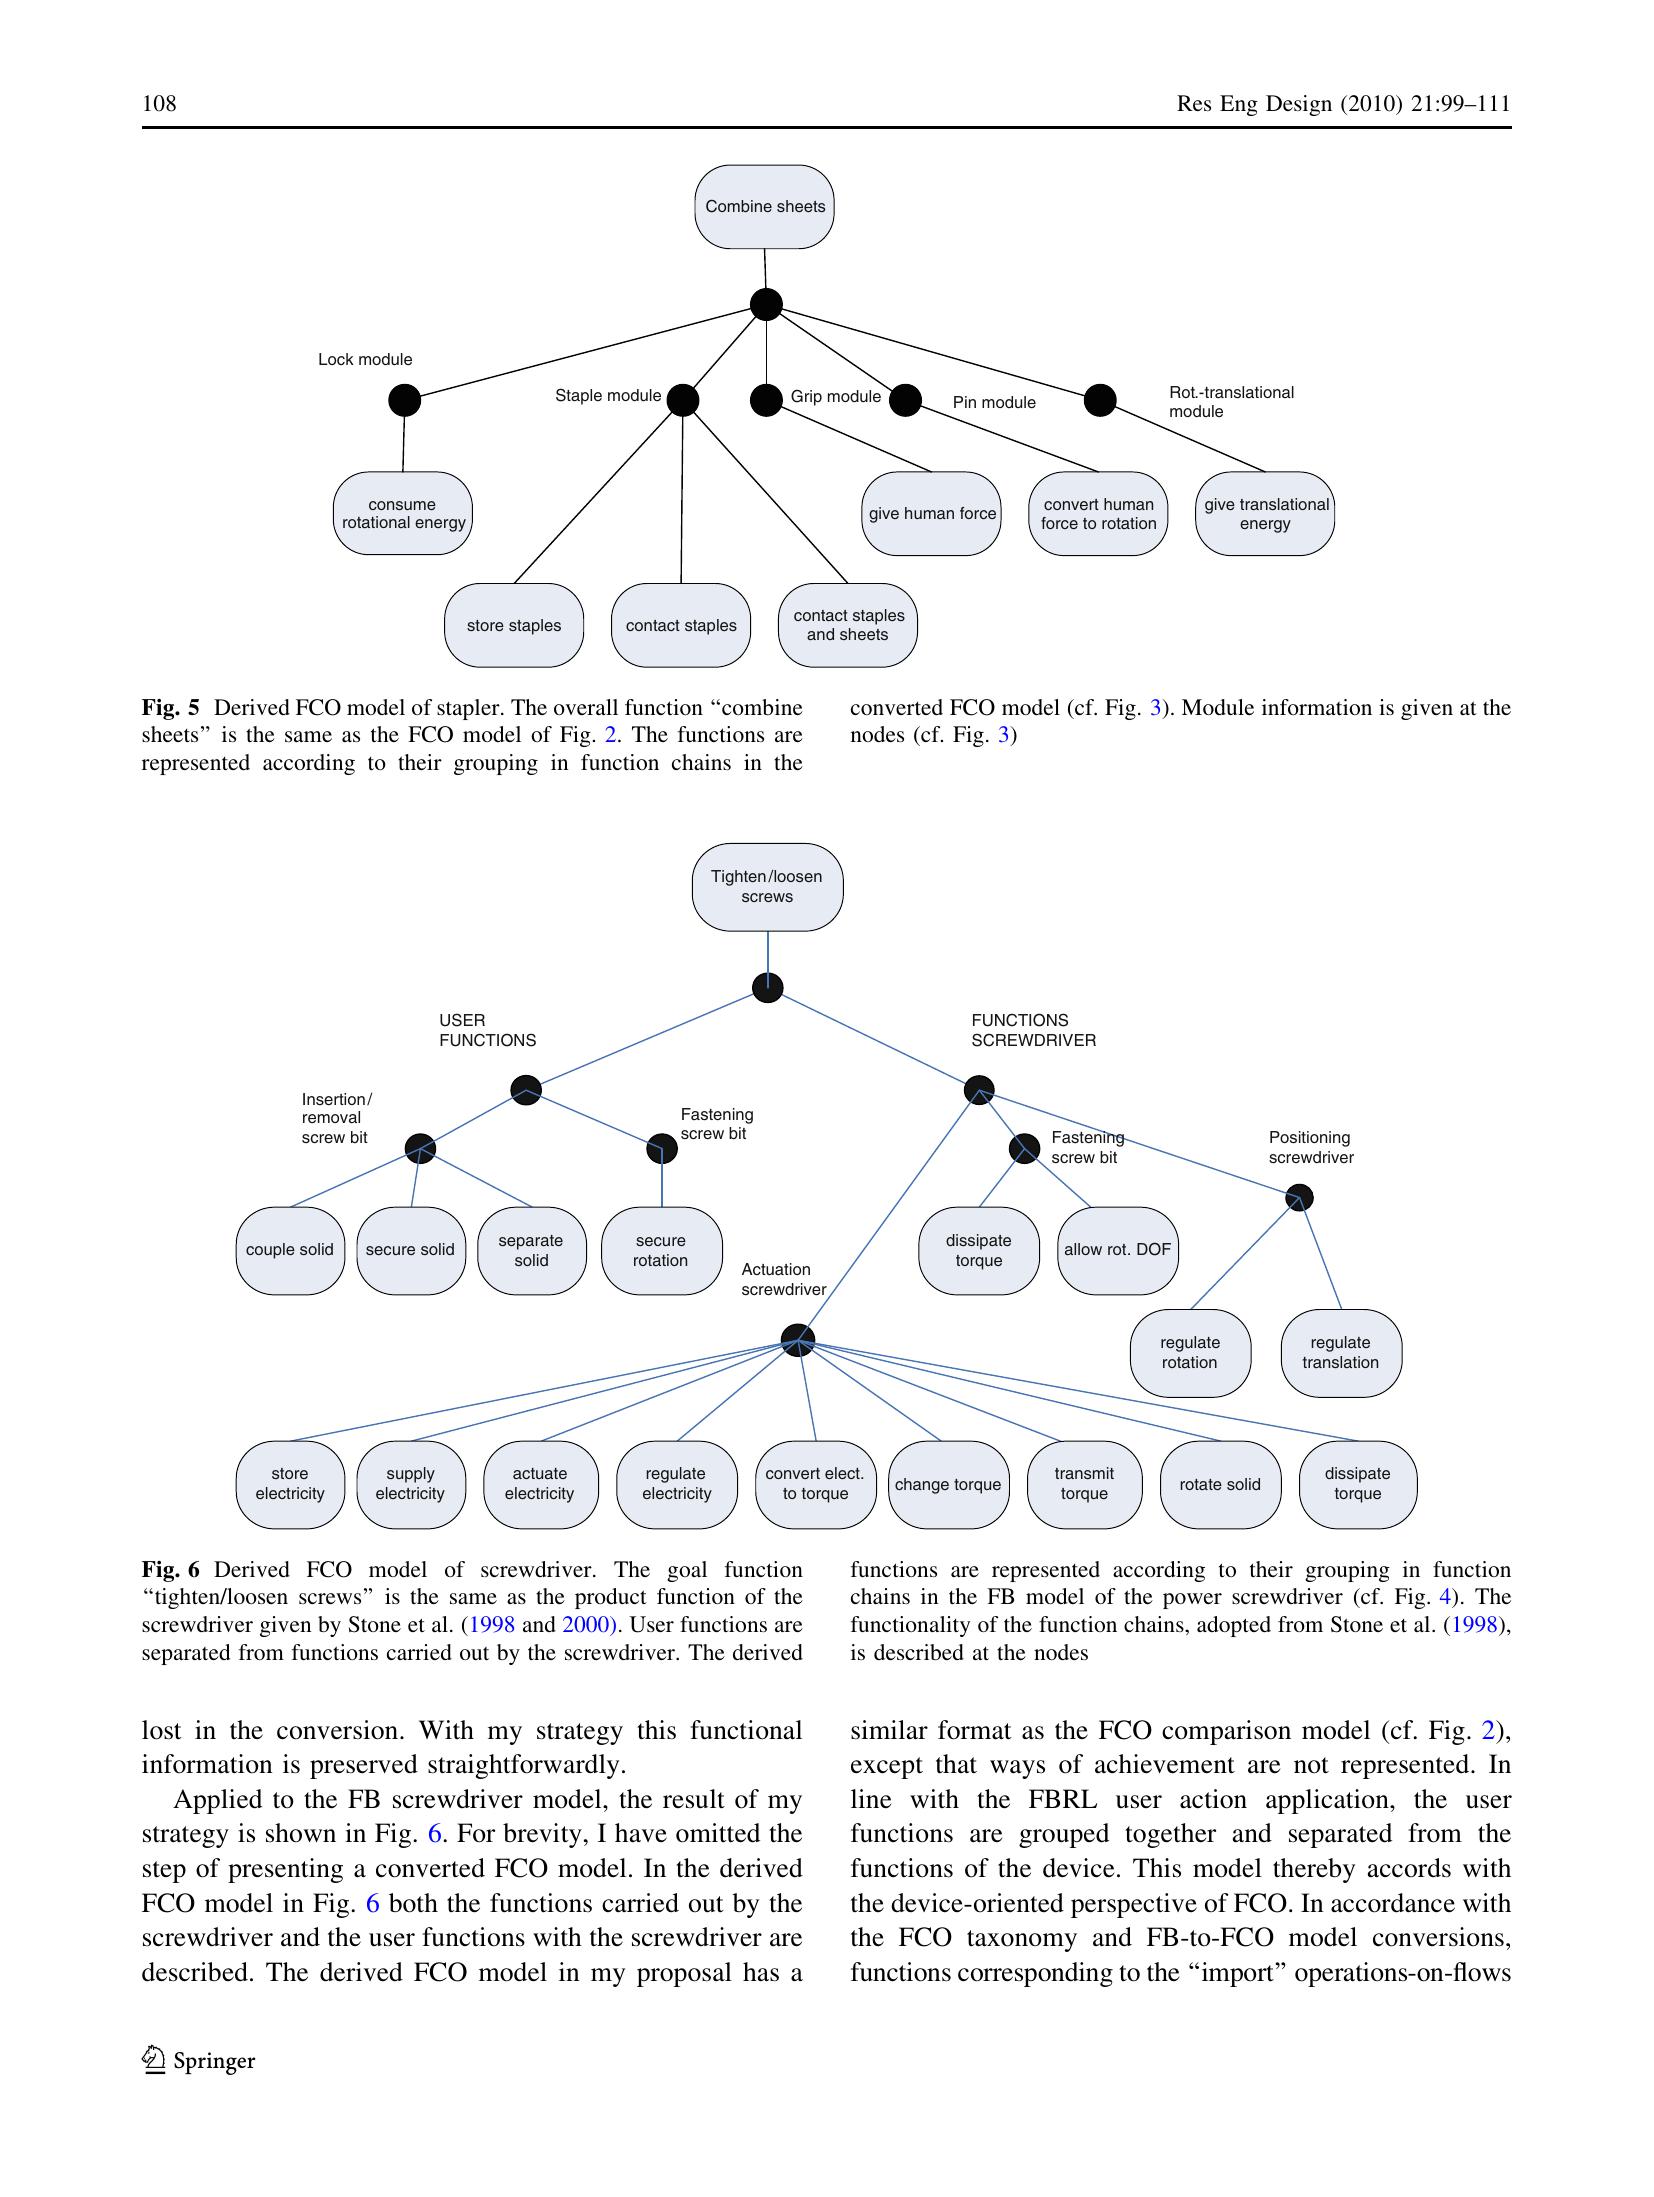 108
Res Eng Design (2010) 21:99–111
Combine sheets
Lock module
Staple module
Grip module
Pin module
Rot.-translational
module
consume
rotational energy
give human force
convert human
force to rotation
give translational
energy
store staples
contact staples
contact staples
and sheets
Fig. 5 Derived FCO model of stapler. The overall function “combine
sheets” is the same as the FCO model of Fig. 2. The functions are
represented according to their grouping in function chains in the
converted FCO model (cf. Fig. 3). Module information is given at the
nodes (cf. Fig. 3)
Tighten/loosen
screws
USER
FUNCTIONS
FUNCTIONS
SCREWDRIVER
Insertion/
removal
screw bit
Fastening
screw bit
Fastening
screw bit
Positioning
screwdriver
couple solid
secure solid
separate
solid
secure
rotation
dissipate
torque
allow rot. DOF
Actuation
screwdriver
regulate
rotation
regulate
translation
store
electricity
supply
electricity
actuate
electricity
regulate
electricity
convert elect.
to torque
change torque
transmit
torque
rotate solid
dissipate
torque
Fig. 6 Derived FCO model of screwdriver. The goal function
“tighten/loosen screws” is the same as the product function of the
screwdriver given by Stone et al. (1998 and 2000). User functions are
separated from functions carried out by the screwdriver. The derived
functions are represented according to their grouping in function
chains in the FB model of the power screwdriver (cf. Fig. 4). The
functionality of the function chains, adopted from Stone et al. (1998),
is described at the nodes
lost in the conversion. With my strategy this functional
information is preserved straightforwardly.
Applied to the FB screwdriver model, the result of my
strategy is shown in Fig. 6. For brevity, I have omitted the
step of presenting a converted FCO model. In the derived
FCO model in Fig. 6 both the functions carried out by the
screwdriver and the user functions with the screwdriver are
described. The derived FCO model in my proposal has a
similar format as the FCO comparison model (cf. Fig. 2),
except that ways of achievement are not represented. In
line with the FBRL user action application, the user
functions are grouped together and separated from the
functions of the device. This model thereby accords with
the device-oriented perspective of FCO. In accordance with
the FCO taxonomy and FB-to-FCO model conversions,
functions corresponding to the “import” operations-on-flows
Springer